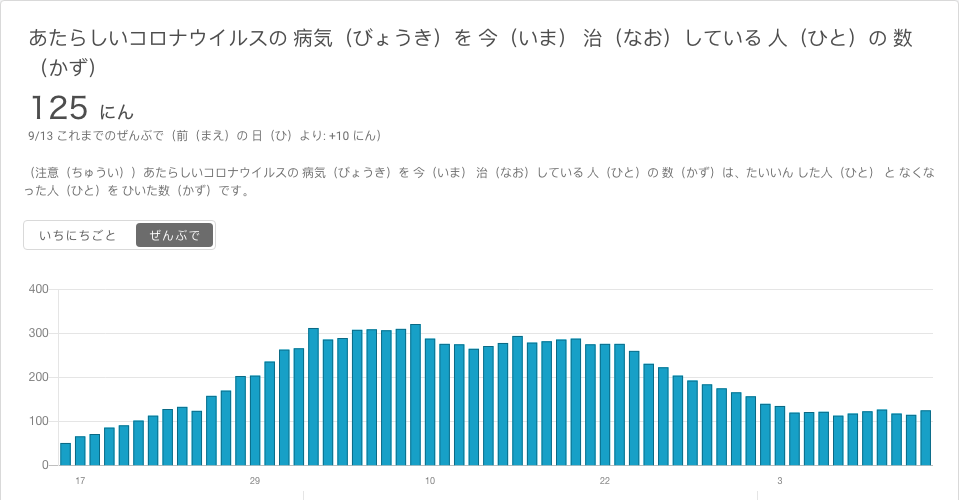 あたらしいコロナウイルスの 病気（びょうき）を 今（いま） 治（なお）している 人（ひと）の 数
（かず）
125 にん
9/13 これまでのぜんぶで（前（まえ）の 日（ひ）より: +10 にん）
（注意（ちゅうい））あたらしいコロナウイルスの 病気（びょうき）を 今（いま） 治（なお）している 人（ひと）の 数（かず）は、たいいん した人（ひと） と なくな
った人（ひと）を ひいた数（かず）です。
いちにちごと ぜんぶで
400
300
200
100
0
17 29 10 22 3